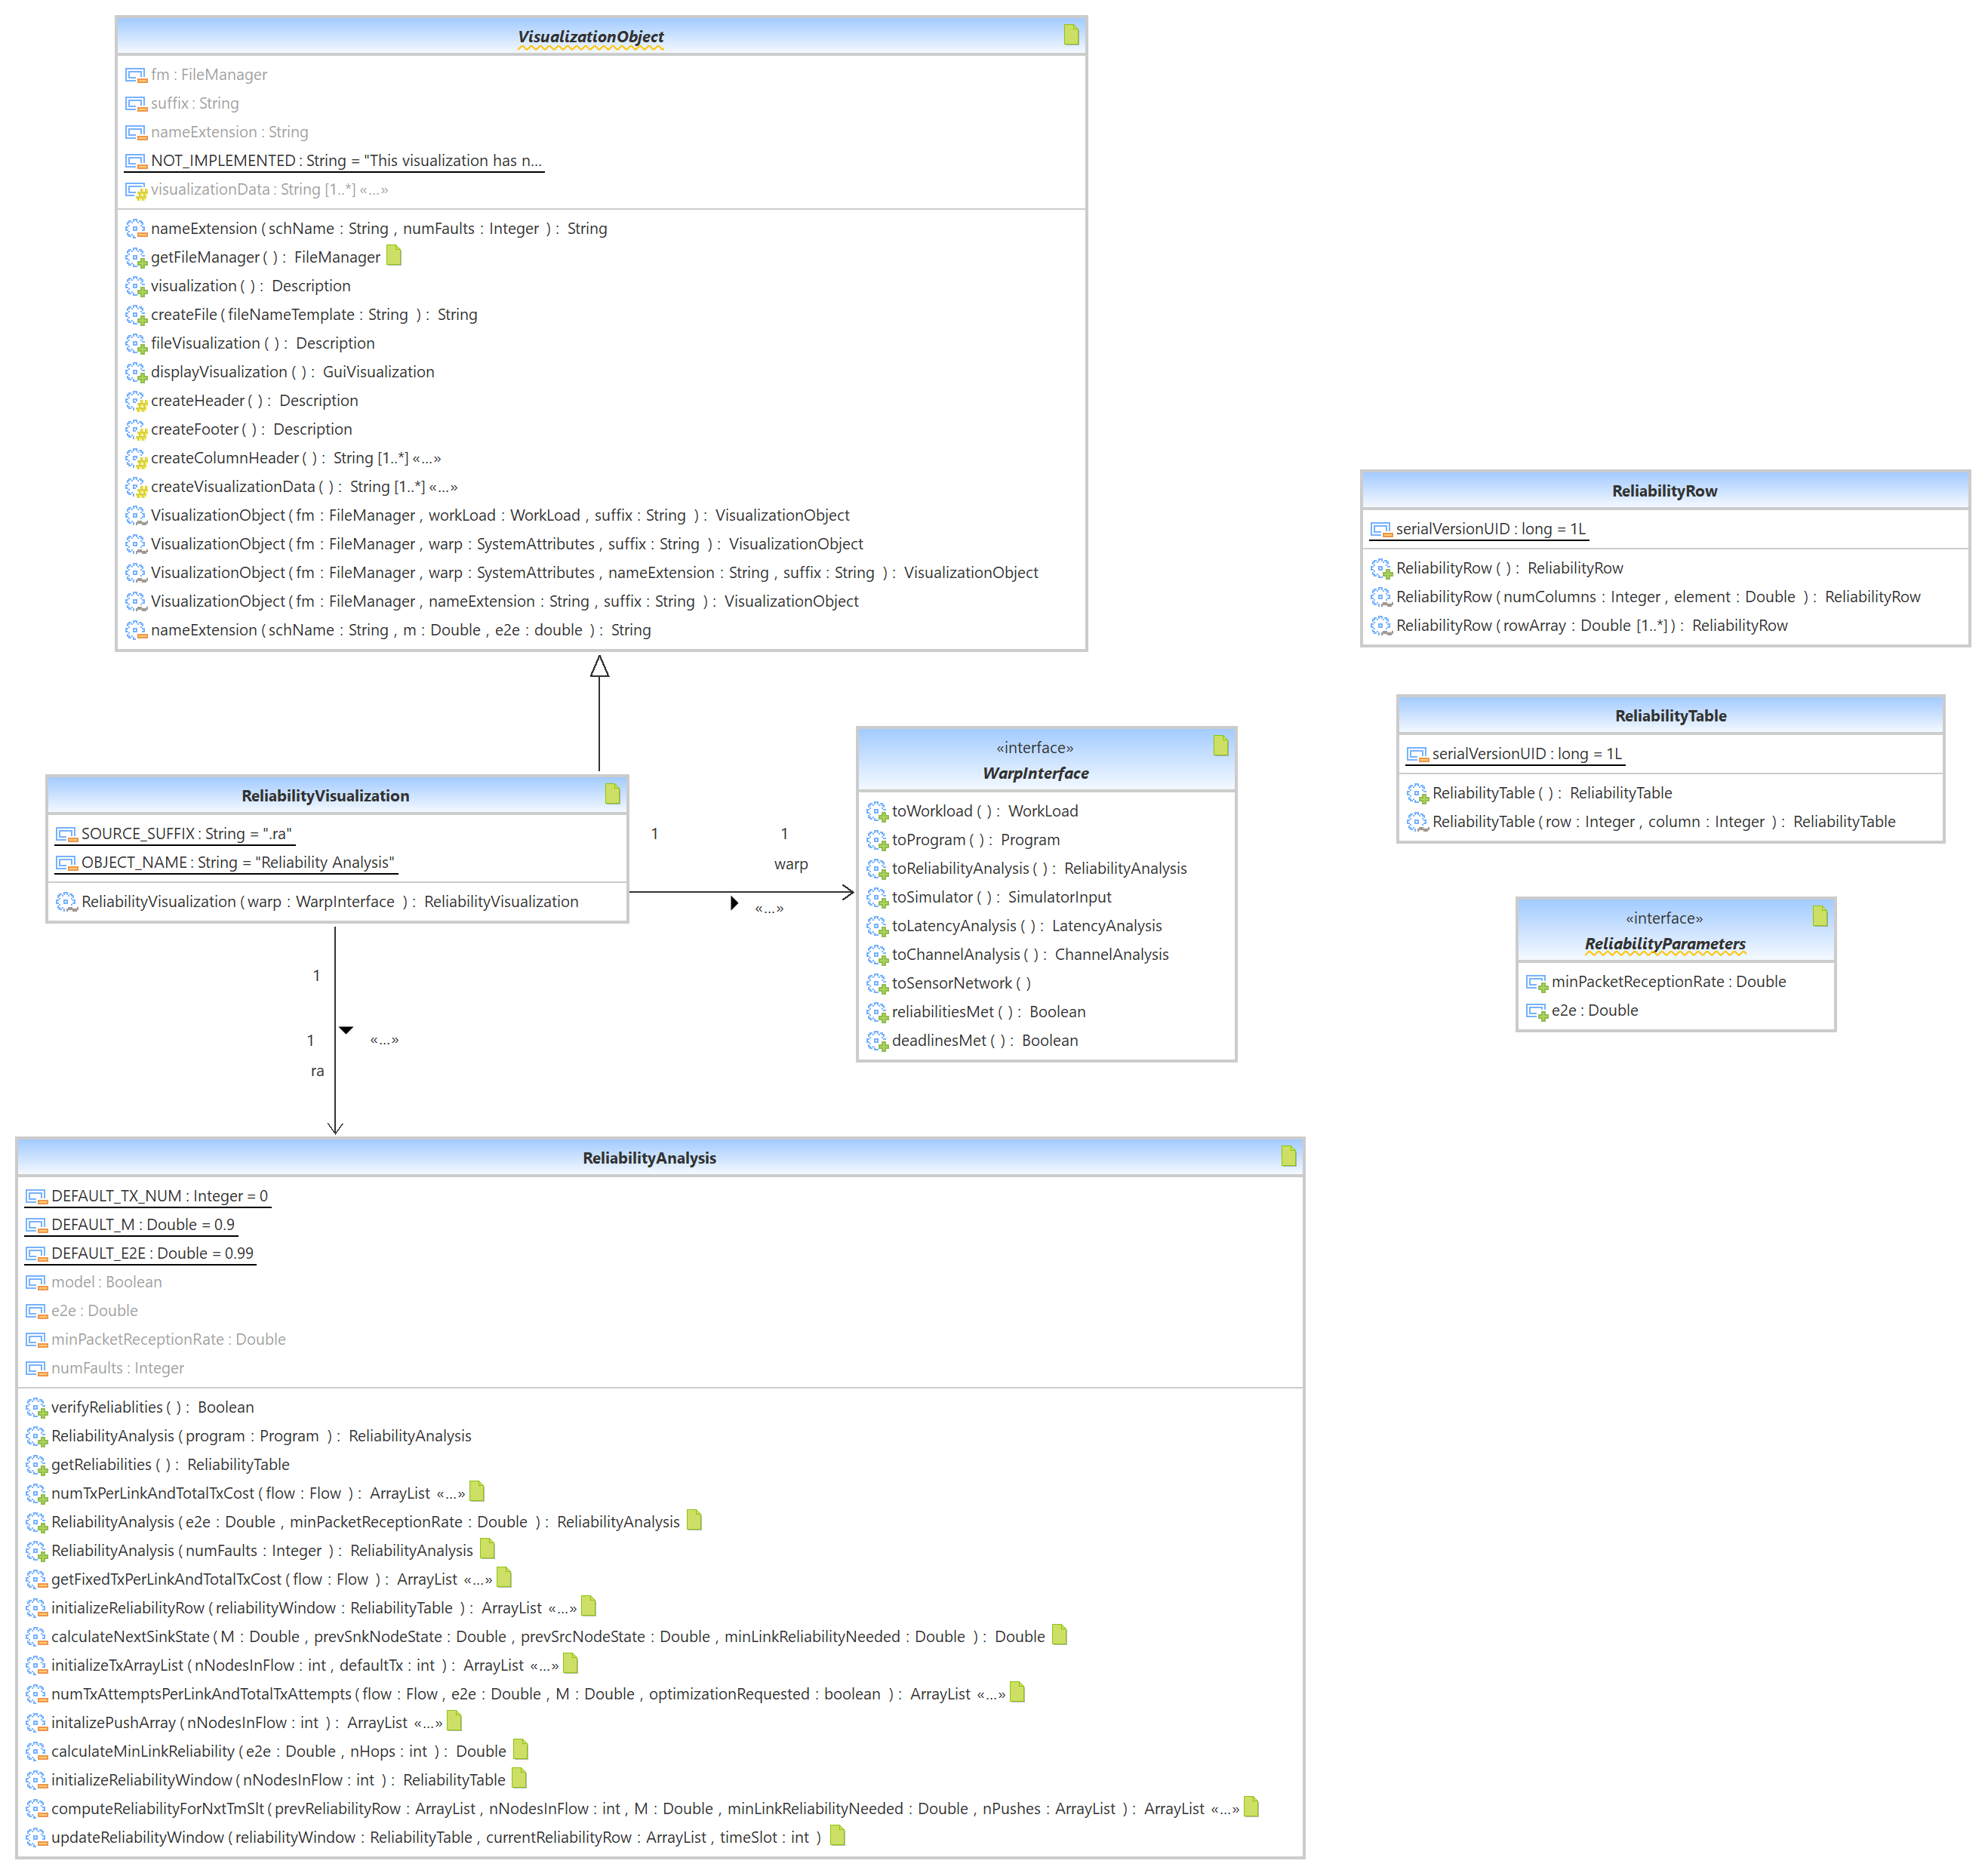 VisualizationObject
fm : FileManager
suffix : String
nameExtension : String
NOT_IMPLEMENTED : String = "This visualization has n...
visualizationData : String [1..*] «...»
nameExtension ( schName : String , numFaults : Integer ) : String
getFileManager ( ) : FileManager
visualization ( ) : Description
createFile ( fileNameTemplate : String ) : String
fileVisualization ( ) : Description
displayVisualization ( ) : GuiVisualization
createHeader ( ) : Description
createFooter ( ) : Description
createColumnHeader ( ) : String [1..*] «...»
createVisualizationData ( ) : String [1..*] «...»
VisualizationObject ( fm : FileManager , workLoad : WorkLoad , suffix : String ) : VisualizationObject
VisualizationObject ( fm : FileManager , warp : SystemAttributes , suffix : String ) : VisualizationObject
VisualizationObject ( fm : FileManager , warp : SystemAttributes , nameExtension : String , suffix : String ) : VisualizationObject
VisualizationObject ( fm : FileManager , nameExtension : String , suffix : String ) : VisualizationObject
nameExtension ( schName : String , m : Double , e2e : double ) : String
ReliabilityRow
serialVersionUID : long = 1L
ReliabilityRow ( ) : ReliabilityRow
ReliabilityRow ( numColumns : Integer , element : Double ) : ReliabilityRow
ReliabilityRow ( rowArray : Double [1..*] ) : ReliabilityRow
ReliabilityTable
serialVersionUID : long = 1L
ReliabilityTable ( ) : ReliabilityTable
ReliabilityTable ( row : Integer , column : Integer ) : ReliabilityTable
«interface»
ReliabilityParameters
minPacketReceptionRate : Double
e2e : Double
ReliabilityVisualization
SOURCE_SUFFIX : String = ".ra"
OBJECT_NAME : String = "Reliability Analysis"
ReliabilityVisualization ( warp : WarpInterface ) : ReliabilityVisualization
1
1
warp
«...»
«interface»
WarpInterface
toWorkload ( ) : WorkLoad
toProgram ( ) : Program
toReliabilityAnalysis ( ) : ReliabilityAnalysis
toSimulator ( ) : SimulatorInput
toLatencyAnalysis ( ) : LatencyAnalysis
toChannelAnalysis ( ) : ChannelAnalysis
toSensorNetwork ( )
reliabilitiesMet ( ) : Boolean
deadlinesMet ( ) : Boolean
1
1
«...»
ra
ReliabilityAnalysis
DEFAULT_TX_NUM : Integer = 0
DEFAULT_M : Double = 0.9
DEFAULT_E2E : Double = 0.99
model : Boolean
e2e : Double
minPacketReceptionRate : Double
numFaults : Integer
verifyReliablities ( ) : Boolean
ReliabilityAnalysis ( program : Program ) : ReliabilityAnalysis
getReliabilities ( ) : ReliabilityTable
numTxPerLinkAndTotalTxCost ( flow : Flow ) : ArrayList «...»
ReliabilityAnalysis ( e2e : Double , minPacketReceptionRate : Double ) : ReliabilityAnalysis
ReliabilityAnalysis ( numFaults : Integer ) : ReliabilityAnalysis
getFixedTxPerLinkAndTotalTxCost ( flow : Flow ) : ArrayList «...»
initializeReliabilityRow ( reliabilityWindow : ReliabilityTable ) : ArrayList «...»
calculateNextSinkState ( M : Double , prevSnkNodeState : Double , prevSrcNodeState : Double , minLinkReliabilityNeeded : Double ) : Double
initializeTxArrayList ( nNodesInFlow : int , defaultTx : int ) : ArrayList «...»
numTxAttemptsPerLinkAndTotalTxAttempts ( flow : Flow , e2e : Double , M : Double , optimizationRequested : boolean ) : ArrayList «...»
initalizePushArray ( nNodesInFlow : int ) : ArrayList «...»
calculateMinLinkReliability ( e2e : Double , nHops : int ) : Double
initializeReliabilityWindow ( nNodesInFlow : int ) : ReliabilityTable
computeReliabilityForNxtTmSlt ( prevReliabilityRow : ArrayList , nNodesInFlow : int , M : Double , minLinkReliabilityNeeded : Double , nPushes : ArrayList ) : ArrayList «...»
updateReliabilityWindow ( reliabilityWindow : ReliabilityTable , currentReliabilityRow : ArrayList , timeSlot : int )